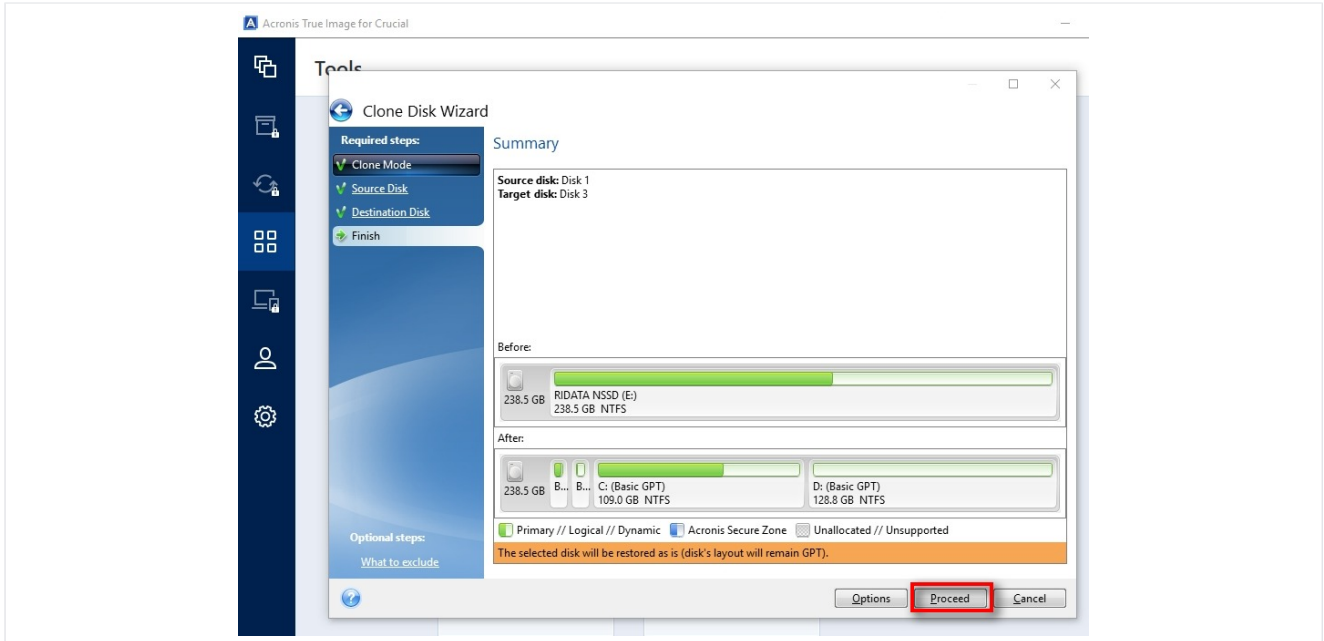 Acronis True Image for Crucial
Tools
Clone Disk Wizard
Required steps:
Clone Mode
Source Disk
Destination Disk
Finish
Optional steps:
What to exclude
Summary
Source disk: Disk 1
Target disk: Disk 3
Before:
238.5 GB
RIDATA NSSD (E:)
238.5 GB NTFS
After:
238.5 GB
B...
B...
C: (Basic GPT)
109.0 GB NTFS
D: (Basic GPT)
128.8 GB NTFS
Primary // Logical // Dynamic
Acronis Secure Zone
Unallocated // Unsupported
The selected disk will be restored as is (disk's layout will remain GPT).
Options
Proceed
Cancel